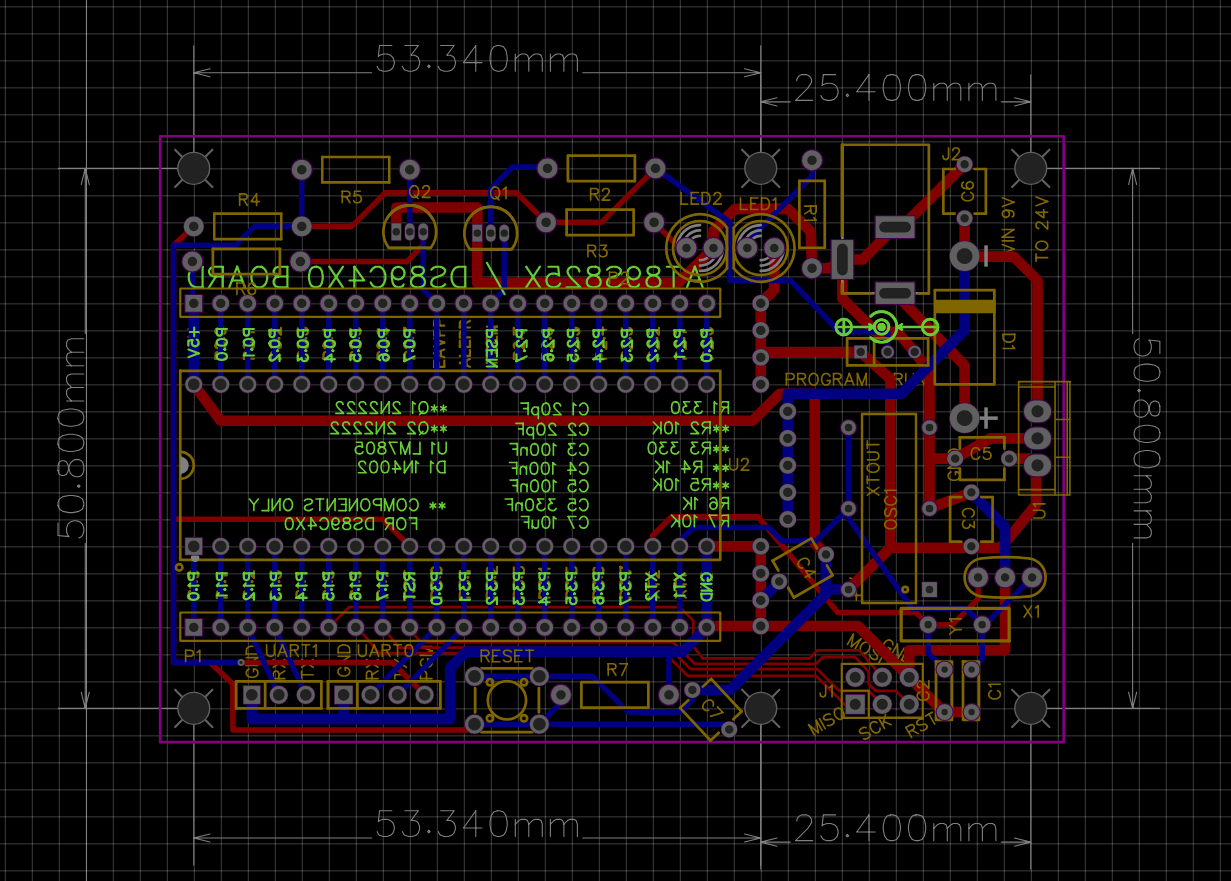 53.340mm
25.400mm
J2
R4
R5
Q2
Q1
R2
LED2
LED1
R1
C6
VIN 9V
TO 24V
R3
AT89S825X / DS89C4X0 BOARD
R6
+5V P0.0 P0.1 P0.2 P0.3 P0.4 P0.5 P0.6 P0.7 PSEN P2.7 P2.6 P2.5 P2.4 P2.3 P2.2 P2.1 P2.0
D1
PROGRAM
**Q1 2N2222
**Q2 2N2222
U1 LM7805
D1 1N4002
** COMPONENTS ONLY
FOR DS89C4X0
C1 20pF
C2 20pF
C3 100nF
C4 100nF
C5 100nF
C5 330nF
C7 10uF
R1 330
**R2 10K
**R3 330
** R4 1K
**R5 10K
R6 1K
R7 10K
U2
XTOUT
OSC1
C5
C3
U1
C4
50.800mm
50.800mm
P1.0 P1.1 P1.2 P1.3 P1.4 P1.5 P1.6 P1.7 RST P3.0 P3.1 P3.2 P3.3 P3.4 P3.5 P3.6 P3.7 XT2 XT1 GND
X1
Y1
P1
UART1
UART0
GND
GND
RESET
R7
C7
J1
MOSI
MISO
SCK
RST
C2
C1
53.340mm
25.400mm